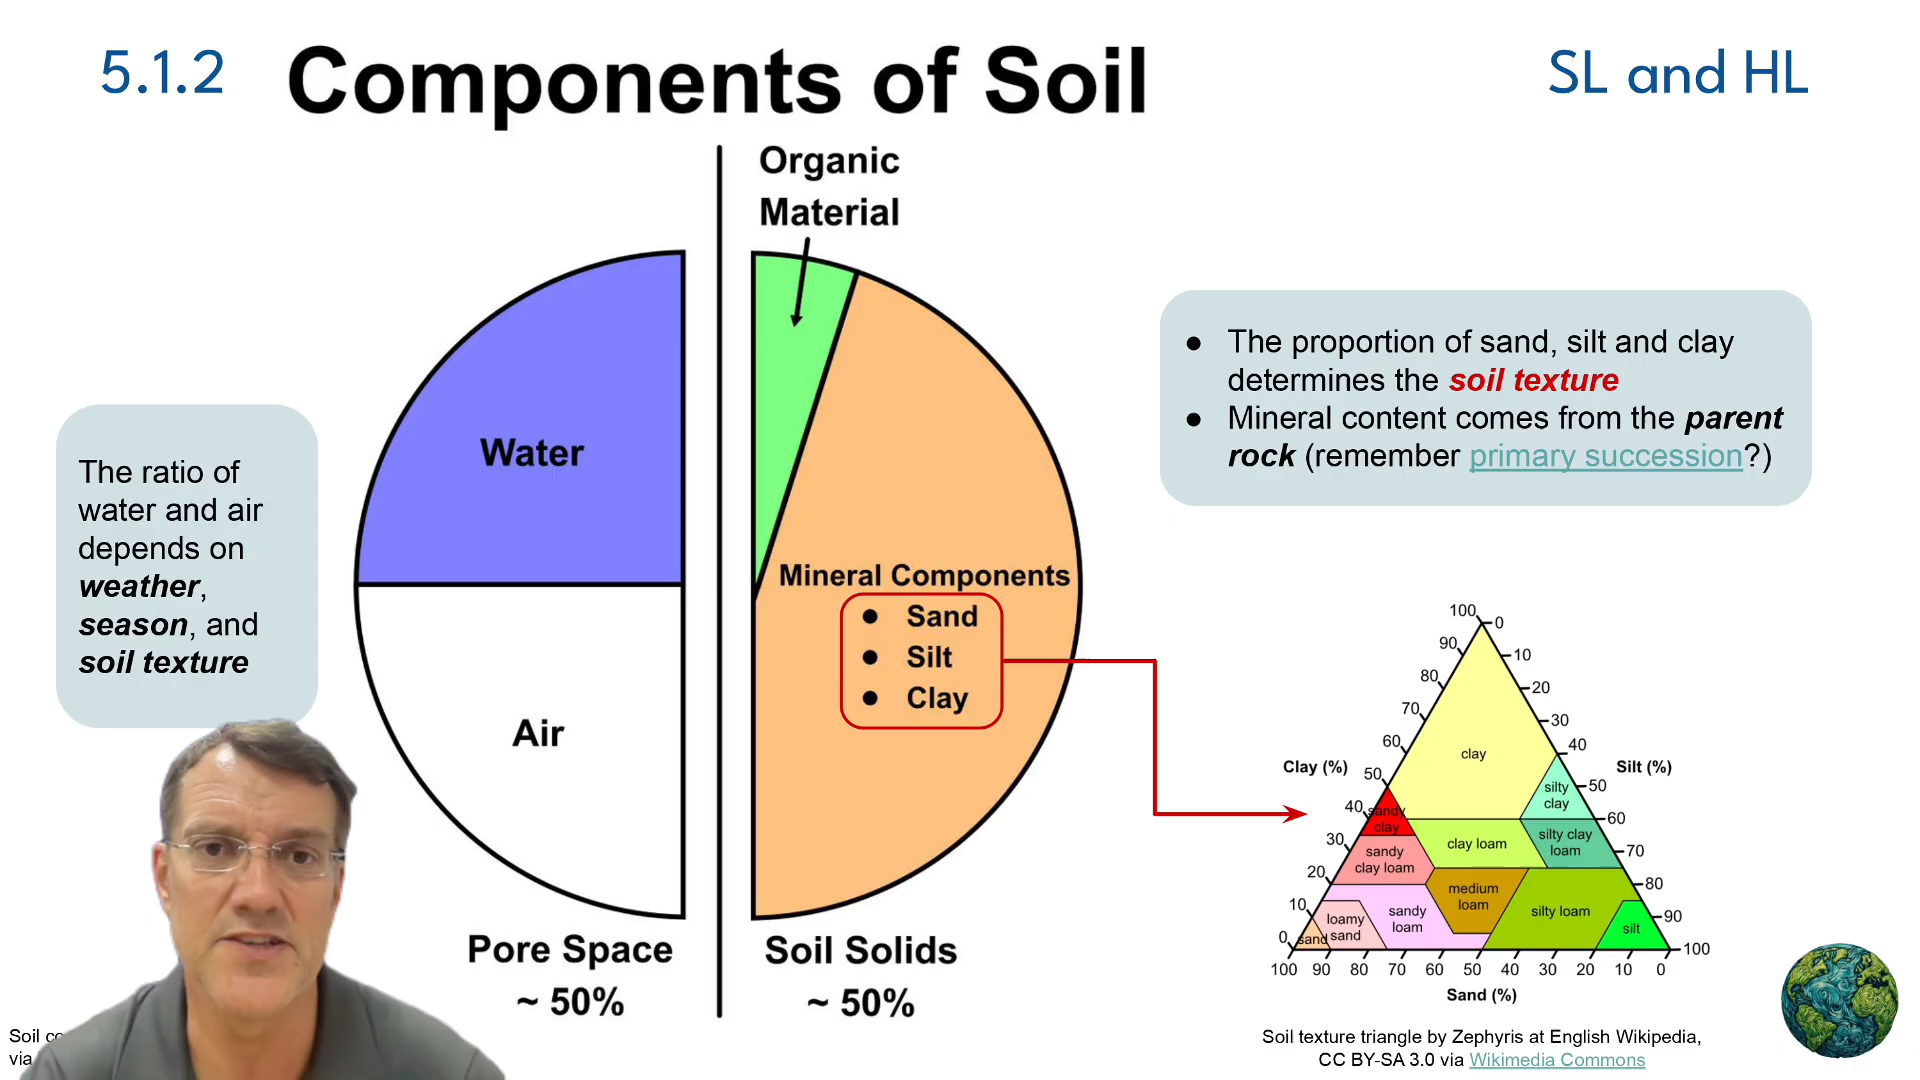 5.1.2
Components of Soil
SL and HL
Organic
Material
Water
Air
Mineral Components
● Sand
● Silt
● Clay
Pore Space
~ 50%
Soil Solids
~ 50%
The ratio of
water and air
depends on
weather,
season, and
soil texture
● The proportion of sand, silt and clay
determines the soil texture
● Mineral content comes from the parent
rock (remember primary succession?)
100
90
80
70
60
50
40
30
20
10
0
Clay (%)
0
10
20
30
40
50
60
70
80
90
100
Silt (%)
clay
silty
clay
sandy
clay
clay loam
silty clay
loam
sandy
clay loam
medium
loam
silty loam
sandy
loam
loamy
sand
sand
silt
100 90 80 70 60 50 40 30 20 10 0
Sand (%)
Soil texture triangle by Zephyris at English Wikipedia,
CC BY-SA 3.0 via Wikimedia Commons
Soil
via